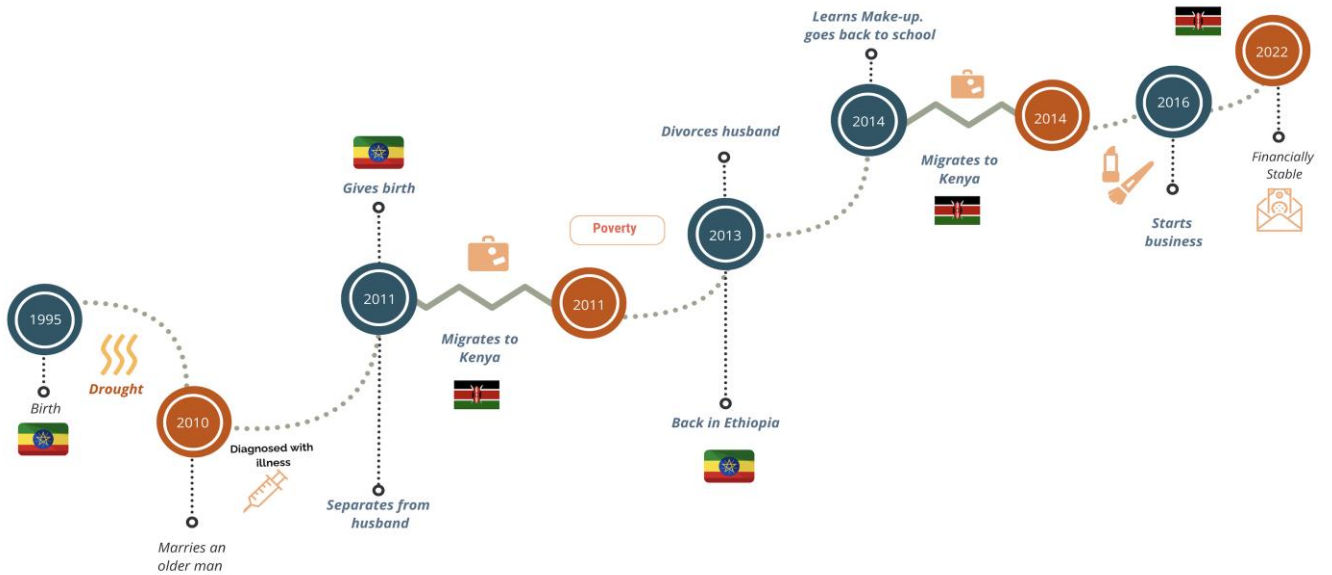 1995
Birth
Drought
2010
Marries an
older man
Diagnosed with
illness
Gives birth
2011
Separates from
husband
Migrates to
Kenya
2011
Poverty
Divorces husband
2013
Back in Ethiopia
Learns Make-up.
goes back to school
2014
Migrates to
Kenya
2014
2016
Starts
business
2022
Financially
Stable